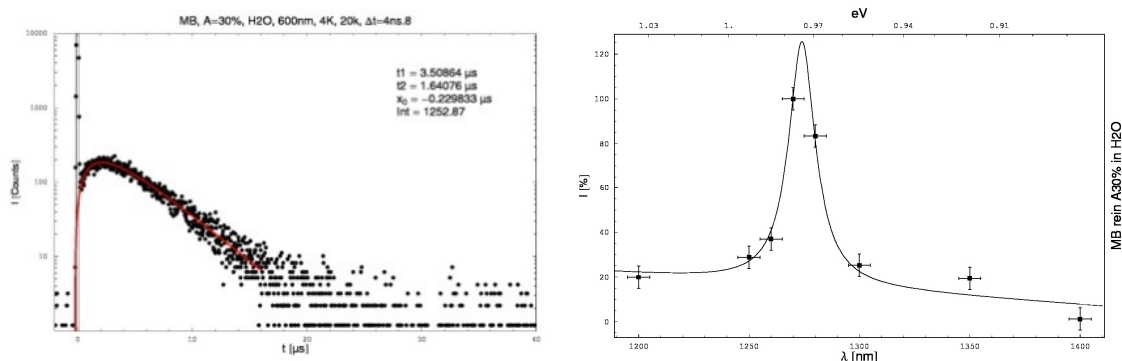 MB, A=30%, H2O, 600nm, 4K, 20k, Δt=4ns.8
10000
1000
100
10
I [Counts]
t1 = 3.50864 µs
t2 = 1.64076 µs
x0 = −0.229833 µs
Int = 1252.87
0 10 20 30 40
t [µs]
eV
1.03 1. 0.97 0.94 0.91
120
100
80
60
40
20
0
I [%]
1200 1250 1300 1350 1400
λ [nm]
MB rein A30% in H2O